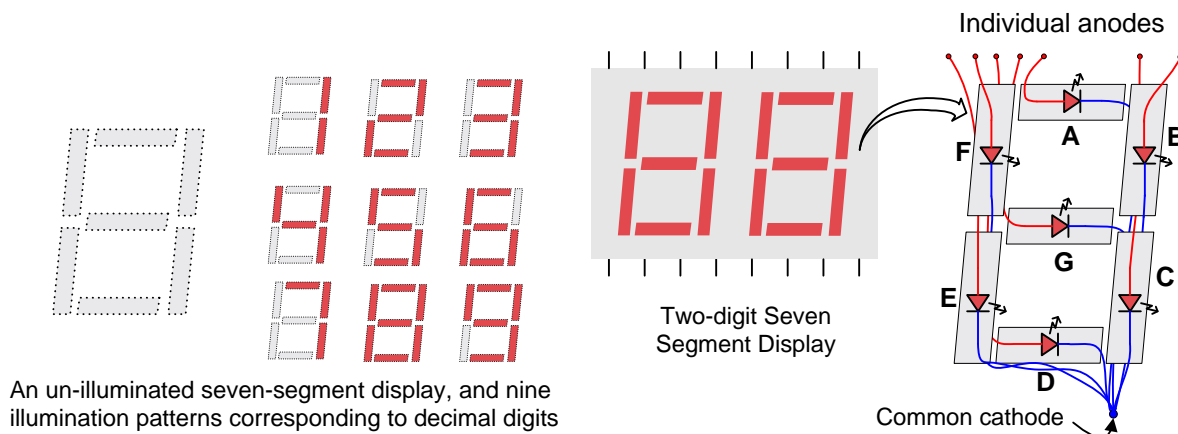 Individual anodes
A
B
F
G
E
C
D
Two-digit Seven
Segment Display
An un-illuminated seven-segment display, and nine
illumination patterns corresponding to decimal digits
Common cathode